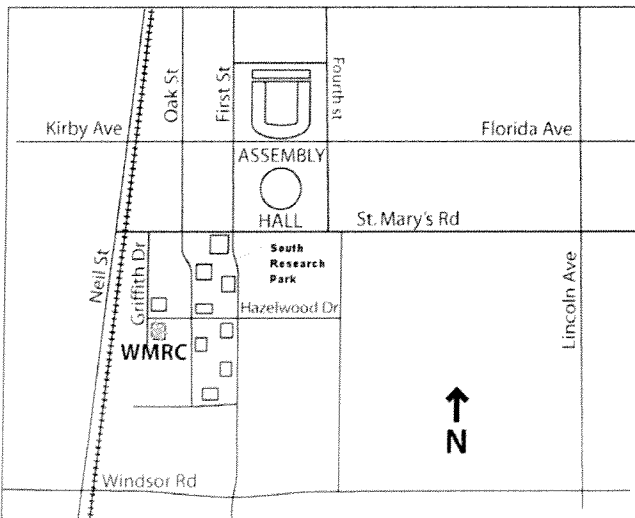 Oak St
First St
Fourth st
Kirby Ave
Florida Ave
ASSEMBLY
HALL
St. Mary's Rd
South
Research
Park
Neil St
Griffith Dr
Hazelwood Dr
Lincoln Ave
WMRC
N
Windsor Rd